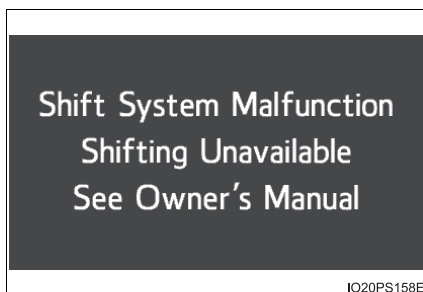 Shift System Malfunction
Shifting Unavailable
See Owner's Manual
IO20PS158E